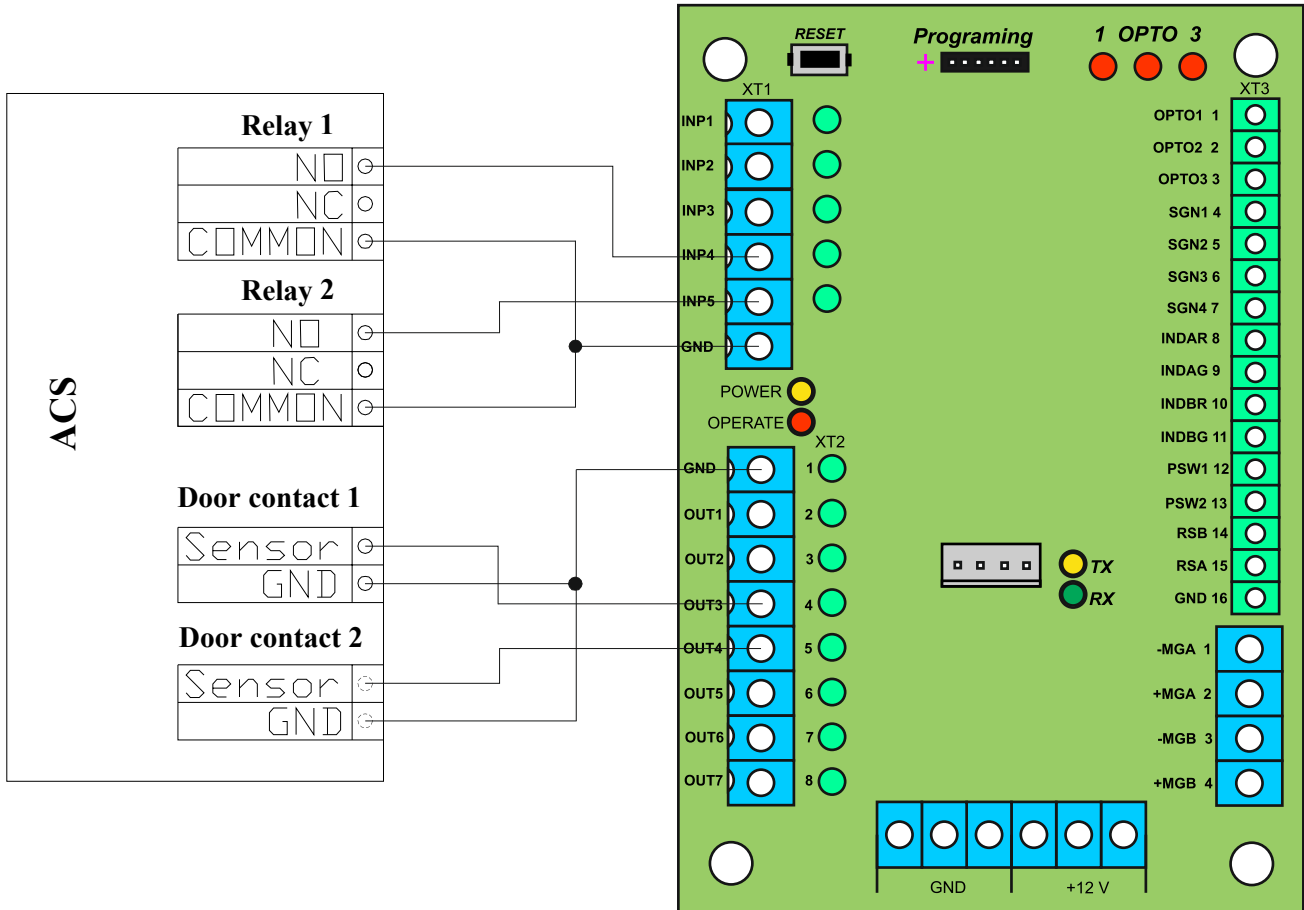 ACS
Relay 1
NO
NC
COMMON
Relay 2
NO
NC
COMMON
Door contact 1
Sensor
GND
Door contact 2
Sensor
GND
RESET
Programing
+
1 OPTO 3
XT1
INP1
INP2
INP3
INP4
INP5
GND
POWER
OPERATE
XT2
GND 1
OUT1 2
OUT2 3
OUT3 4
OUT4 5
OUT5 6
OUT6 7
OUT7 8
TX
RX
XT3
OPTO1 1
OPTO2 2
OPTO3 3
SGN1 4
SGN2 5
SGN3 6
SGN4 7
INDAR 8
INDAG 9
INDBR 10
INDBG 11
PSW1 12
PSW2 13
RSB 14
RSA 15
GND 16
-MGA 1
+MGA 2
-MGB 3
+MGB 4
GND
+12 V